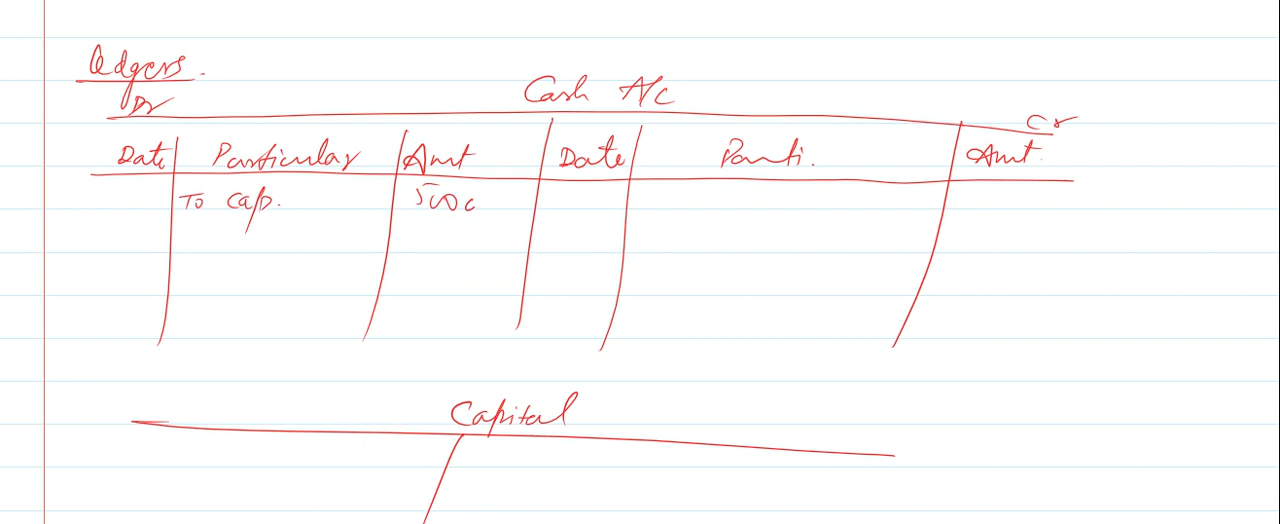 Ledgers.
Dr Cash A/c Cr
Date Particular Amt Date Parti. Amt.
To Cap. 5000
Capital